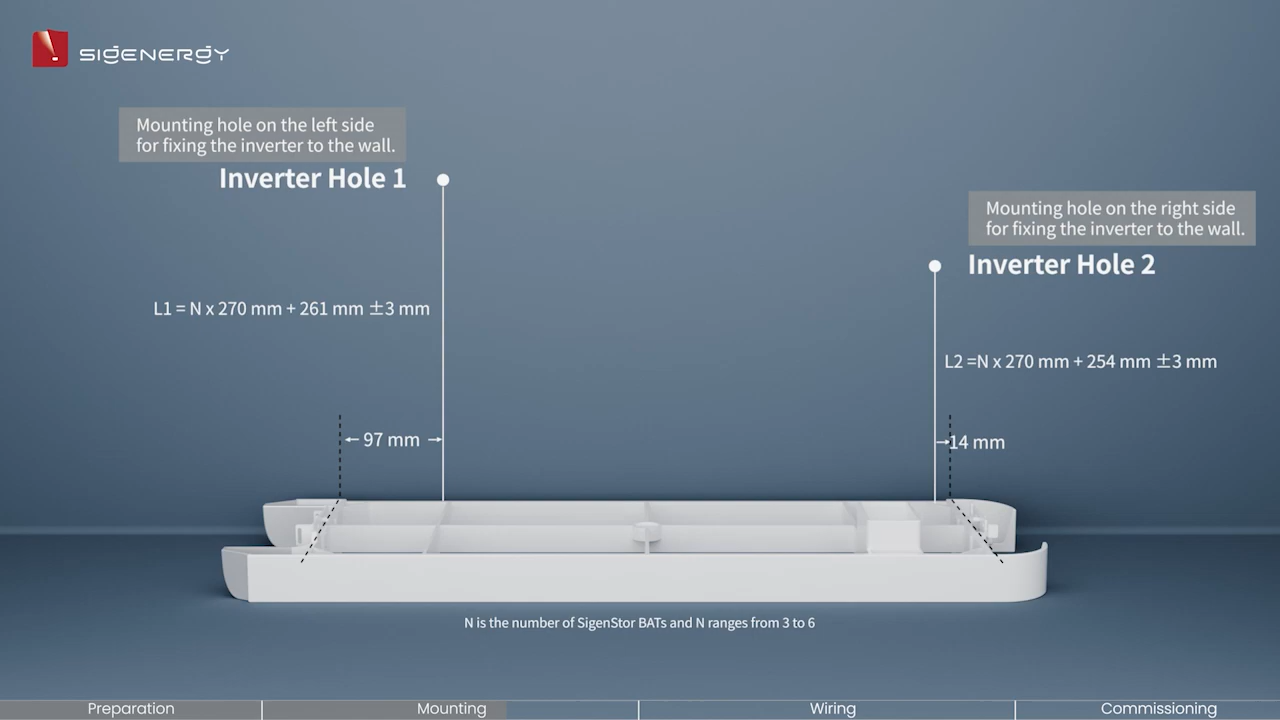 SIGENERGY
Mounting hole on the left side
for fixing the inverter to the wall.
Inverter Hole 1
Mounting hole on the right side
for fixing the inverter to the wall.
Inverter Hole 2
L1 = N x 270 mm + 261 mm ±3 mm
L2 =N x 270 mm + 254 mm ±3 mm
97 mm
14 mm
N is the number of SigenStor BATs and N ranges from 3 to 6
Preparation
Mounting
Wiring
Commissioning